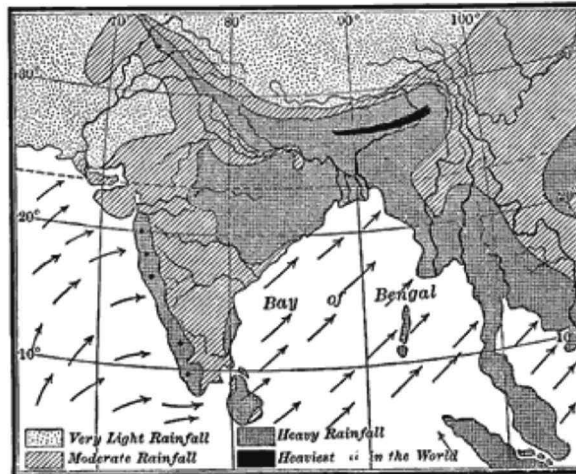 70° 80° 90° 100°
30°
20°
Bay of Bengal
10° 10
Very Light Rainfall Heavy Rainfall
Moderate Rainfall Heaviest in the World